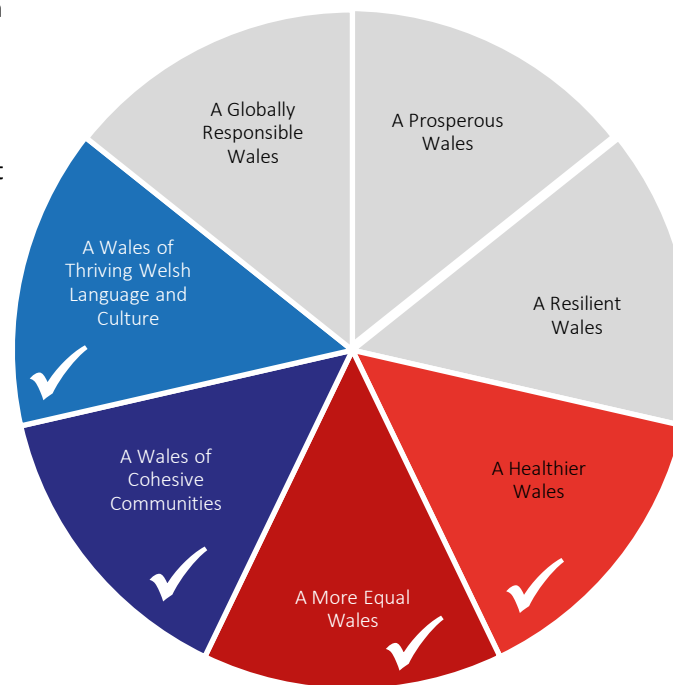 A Globally
Responsible
Wales
A Prosperous
Wales
A Resilient
Wales
A Healthier
Wales
A More Equal
Wales
A Wales of
Cohesive
Communities
A Wales of
Thriving Welsh
Language and
Culture